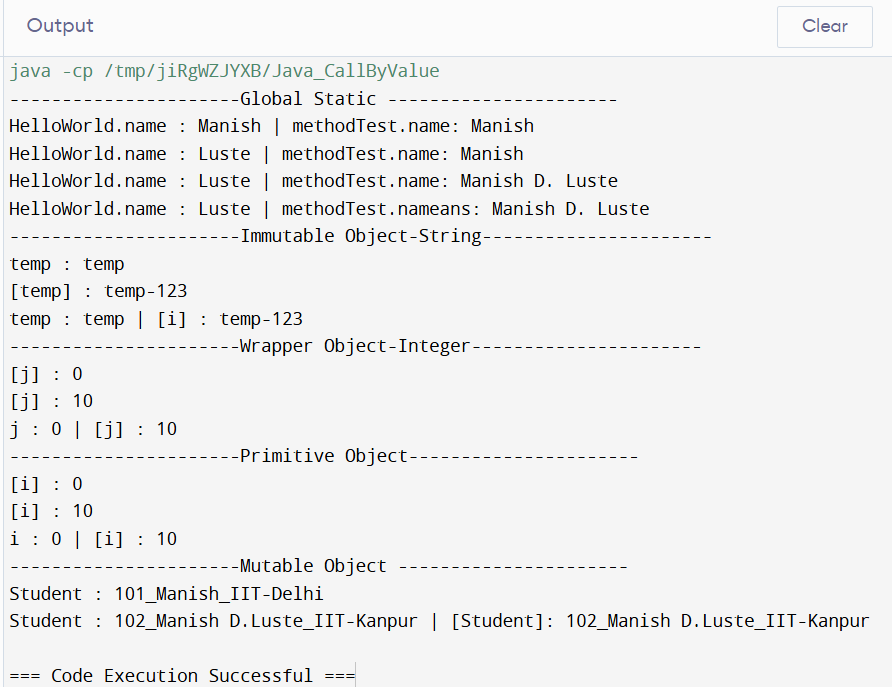 Output
Clear
java -cp /tmp/jiRgWZJYXB/Java_CallByValue
----------------------Global Static ----------------------
HelloWorld.name : Manish | methodTest.name: Manish
HelloWorld.name : Luste | methodTest.name: Manish
HelloWorld.name : Luste | methodTest.name: Manish D. Luste
HelloWorld.name : Luste | methodTest.nameans: Manish D. Luste
----------------------Immutable Object-String----------------------
temp : temp
[temp] : temp-123
temp : temp | [i] : temp-123
----------------------Wrapper Object-Integer----------------------
[j] : 0
[j] : 10
j : 0 | [j] : 10
----------------------Primitive Object----------------------
[i] : 0
[i] : 10
i : 0 | [i] : 10
----------------------Mutable Object ----------------------
Student : 101_Manish_IIT-Delhi
Student : 102_Manish D.Luste_IIT-Kanpur | [Student]: 102_Manish D.Luste_IIT-Kanpur
=== Code Execution Successful ===